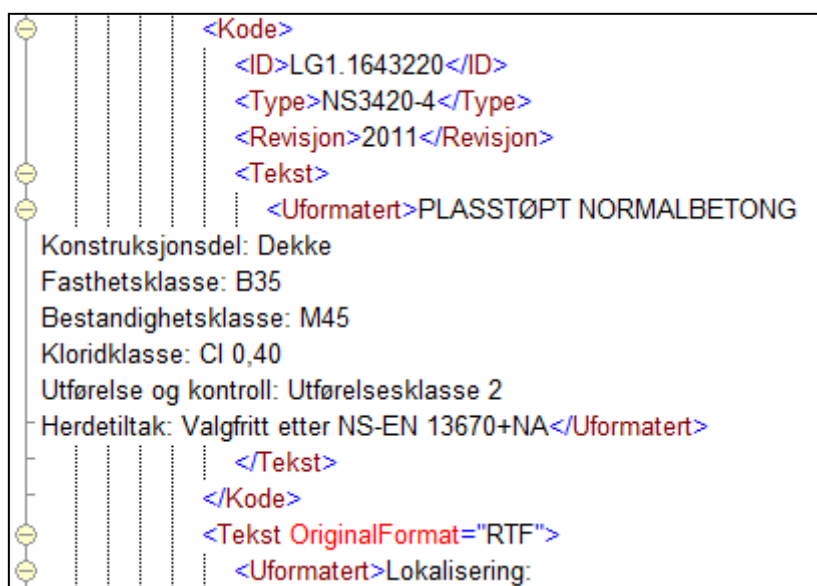 <Kode>
<ID>LG1.1643220</ID>
<Type>NS3420-4</Type>
<Revisjon>2011</Revisjon>
<Tekst>
<Uformatert>PLASSTØPT NORMALBETONG
Konstruksjonsdel: Dekke
Fasthetsklasse: B35
Bestandighetsklasse: M45
Kloridklasse: Cl 0,40
Utførelse og kontroll: Utførelsesklasse 2
Herdetiltak: Valgfritt etter NS-EN 13670+NA</Uformatert>
</Tekst>
</Kode>
<Tekst OriginalFormat="RTF">
<Uformatert>Lokalisering: